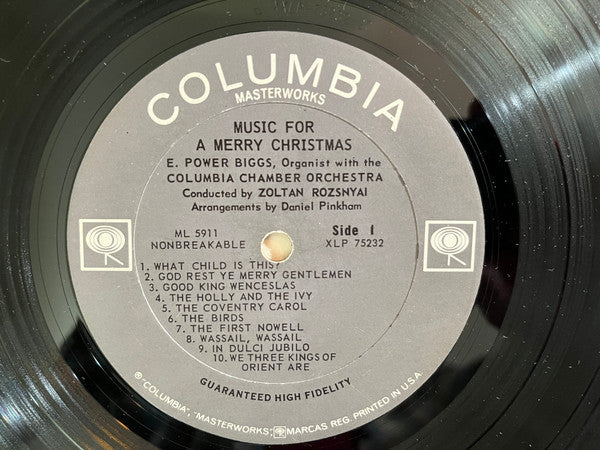 COLUMBIA
MASTERWORKS
MUSIC FOR
A MERRY CHRISTMAS
E. POWER BIGGS, Organist with the
COLUMBIA CHAMBER ORCHESTRA
Conducted by ZOLTAN ROZSNYAI
Arrangements by Daniel Pinkham
ML 5911
NONBREAKABLE
Side 1
XLP 75232
1. WHAT CHILD IS THIS?
2. GOD REST YE MERRY GENTLEMEN
3. GOOD KING WENCESLAS
4. THE HOLLY AND THE IVY
5. THE COVENTRY CAROL
6. THE BIRDS
7. THE FIRST NOWELL
8. WASSAIL, WASSAIL
9. IN DULCI JUBILO
10. WE THREE KINGS OF
ORIENT ARE
GUARANTEED HIGH FIDELITY
® "COLUMBIA", "MASTERWORKS", MARCAS REG. PRINTED IN U.S.A.